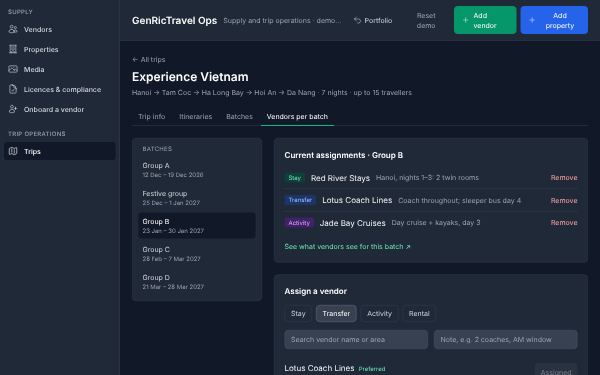 SUPPLY
Vendors
Properties
Media
Licences & compliance
Onboard a vendor
TRIP OPERATIONS
Trips
GenRicTravel Ops
Supply and trip operations · demo...
Portfolio
Reset demo
+ Add vendor
+ Add property
← All trips
Experience Vietnam
Hanoi → Tam Coc → Ha Long Bay → Hoi An → Da Nang · 7 nights · up to 15 travellers
Trip info
Itineraries
Batches
Vendors per batch
BATCHES
Group A
12 Dec – 19 Dec 2026
Festive group
25 Dec – 1 Jan 2027
Group B
23 Jan – 30 Jan 2027
Group C
28 Feb – 7 Mar 2027
Group D
21 Mar – 28 Mar 2027
Current assignments · Group B
Stay Red River Stays Hanoi, nights 1–3: 2 twin rooms Remove
Transfer Lotus Coach Lines Coach throughout; sleeper bus day 4 Remove
Activity Jade Bay Cruises Day cruise + kayaks, day 3 Remove
See what vendors see for this batch ↗
Assign a vendor
Stay Transfer Activity Rental
Search vendor name or area
Note, e.g. 2 coaches, AM window
Lotus Coach Lines Preferred
Assigned